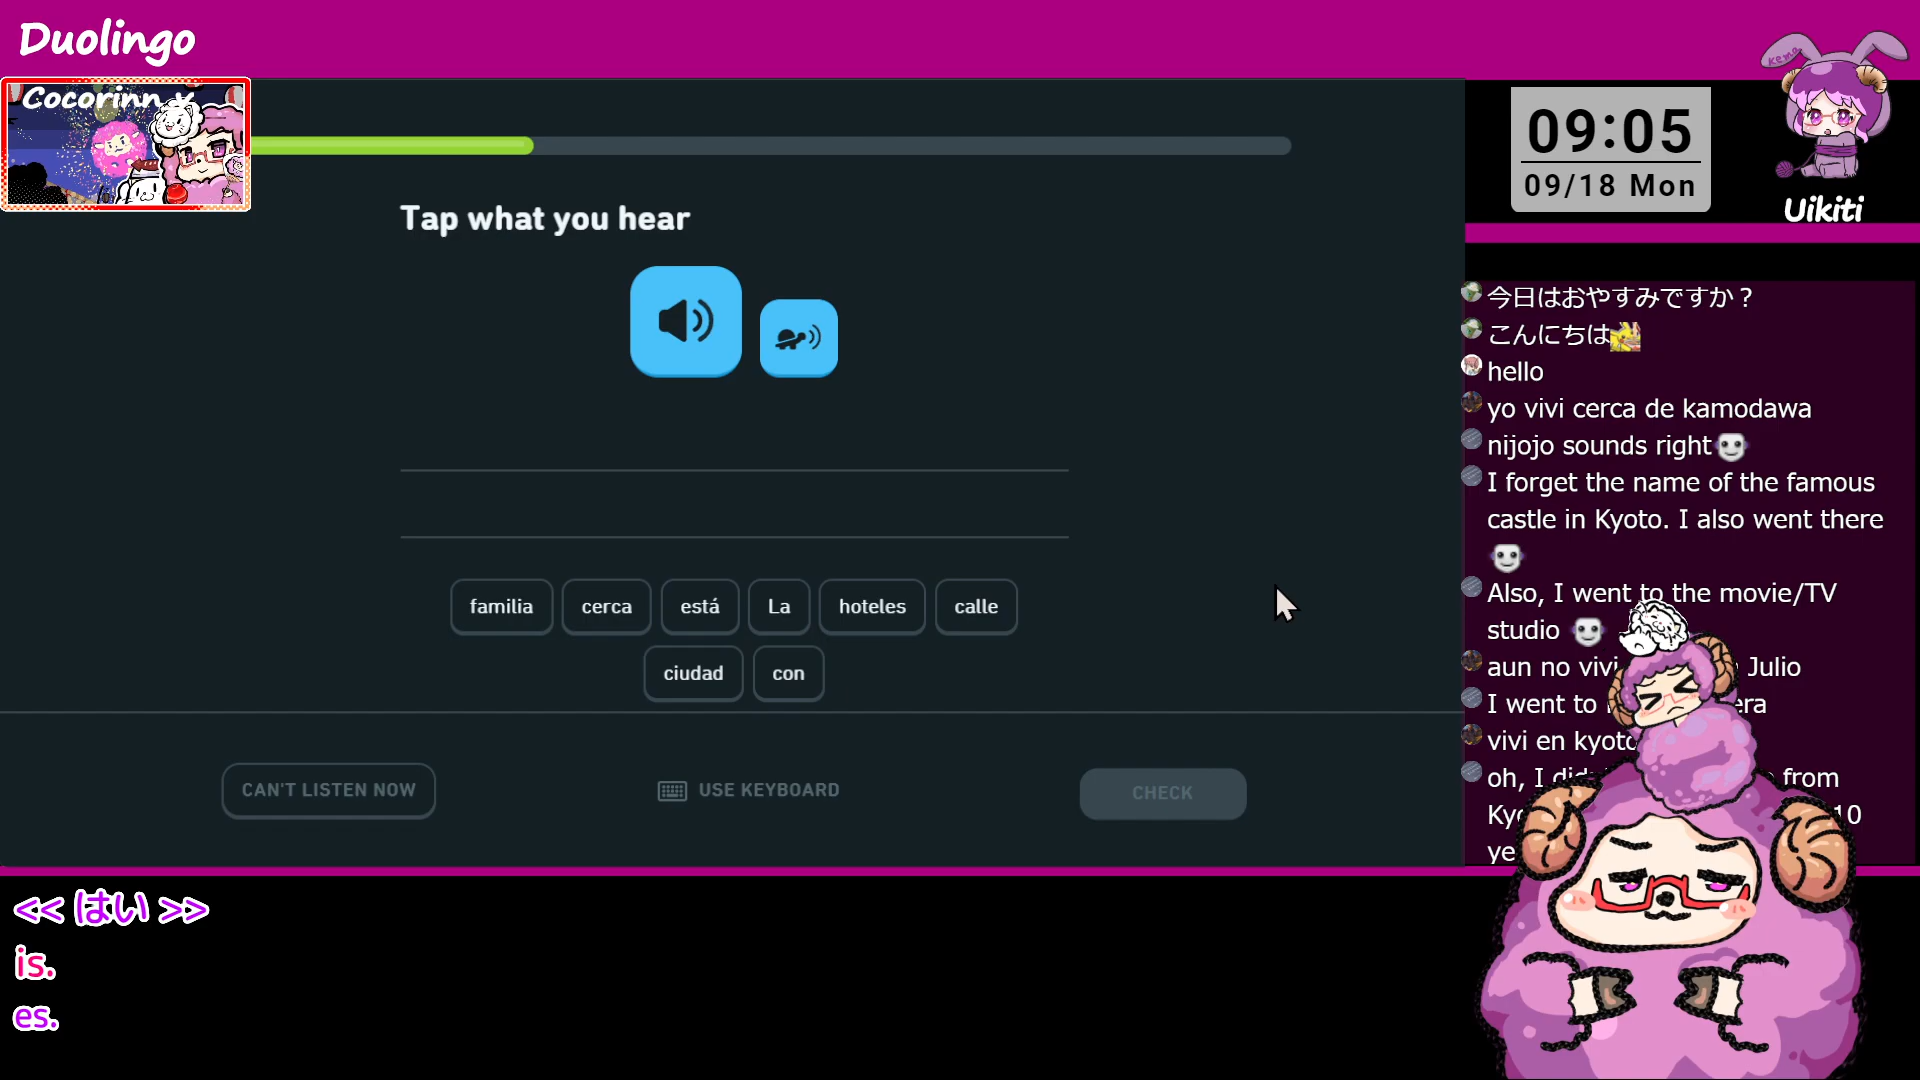 Duolingo
Cocorinn_y
Tap what you hear
familia cerca está La hoteles calle
ciudad con
CAN'T LISTEN NOW
USE KEYBOARD
CHECK
<< はい >>
is.
es.
09:05
09/18 Mon
Kemo
Uikiti
今日はおやすみですか？
こんにちは
hello
yo vivi cerca de kamodawa
nijojo sounds right
I forget the name of the famous
castle in Kyoto. I also went there
Also, I went to the movie/TV
studio
aun no vivi Julio
I went to
vivi en kyoto
oh, I from
10